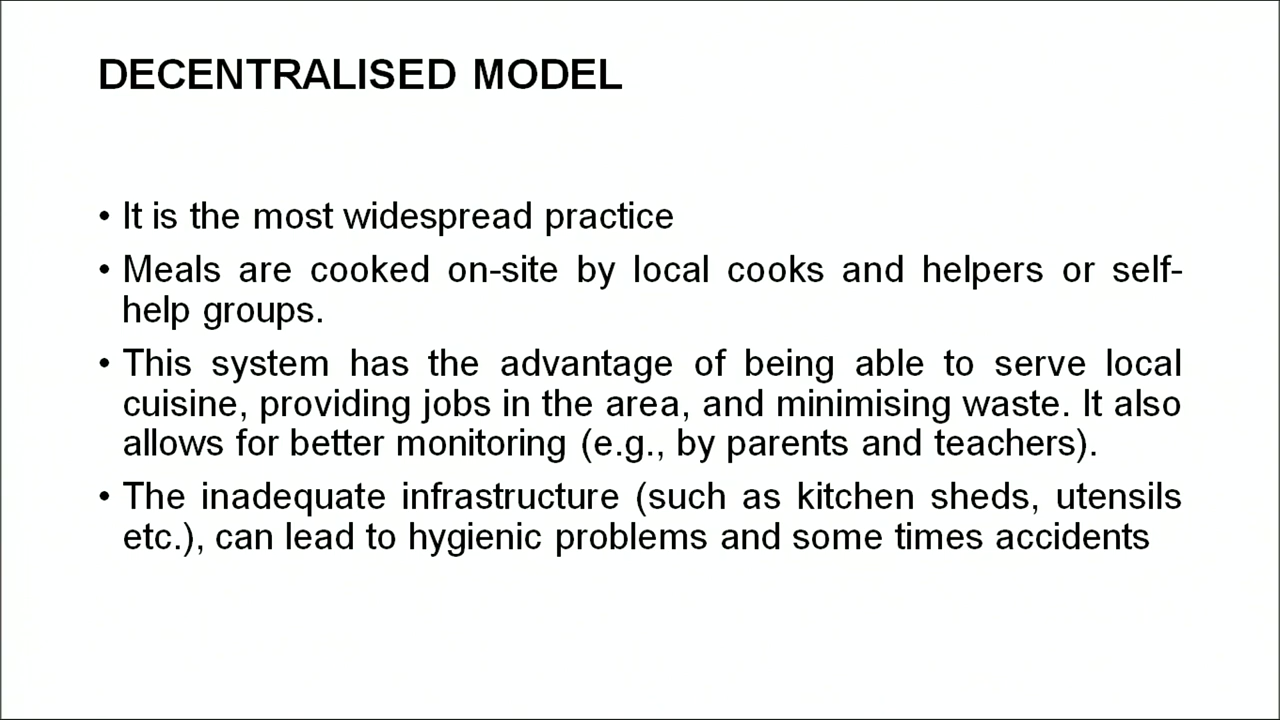 DECENTRALISED MODEL
• It is the most widespread practice
• Meals are cooked on-site by local cooks and helpers or self-
help groups.
• This system has the advantage of being able to serve local
cuisine, providing jobs in the area, and minimising waste. It also
allows for better monitoring (e.g., by parents and teachers).
• The inadequate infrastructure (such as kitchen sheds, utensils
etc.), can lead to hygienic problems and some times accidents